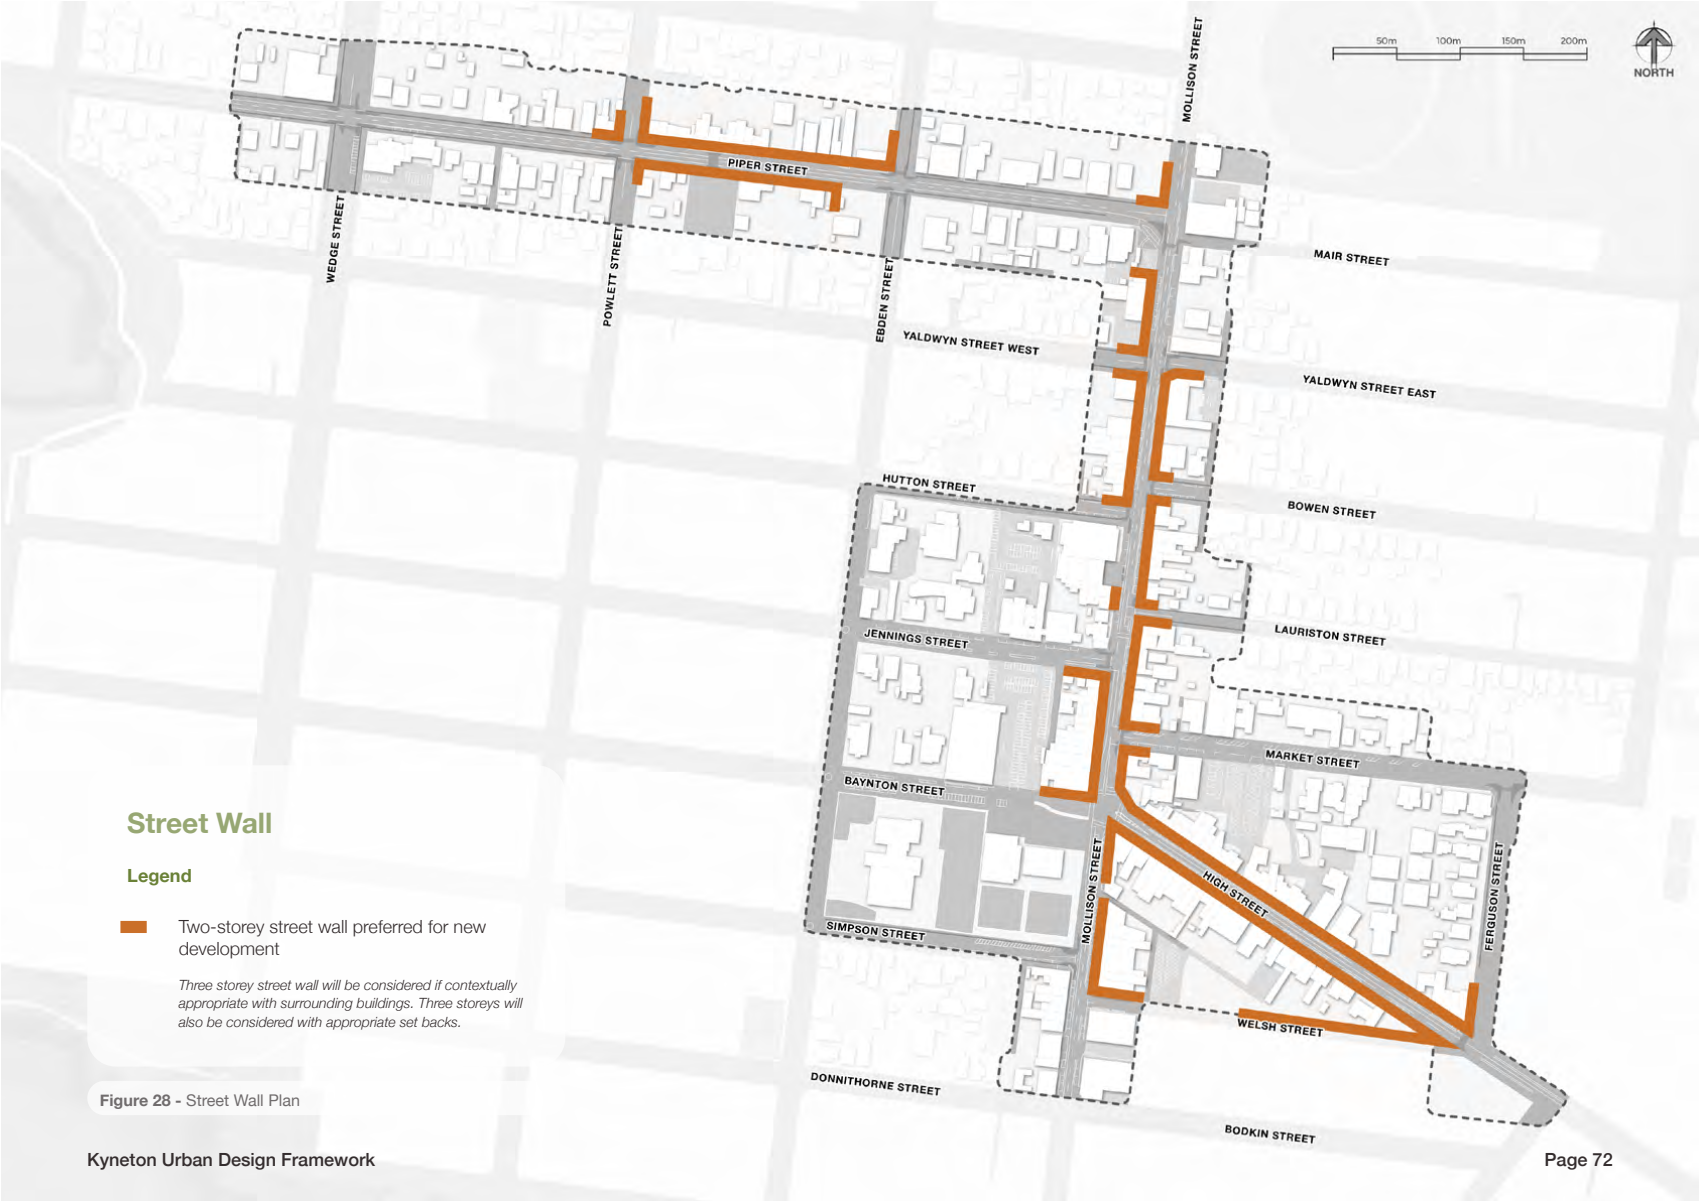 MOLLISON STREET
50m 100m 150m 200m
NORTH
PIPER STREET
WEDGE STREET
POWLETT STREET
EBDEN STREET
MAIR STREET
YALDWYN STREET WEST
YALDWYN STREET EAST
HUTTON STREET
BOWEN STREET
LAURISTON STREET
JENNINGS STREET
MARKET STREET
BAYNTON STREET
MOLLISON STREET
HIGH STREET
FERGUSON STREET
SIMPSON STREET
WELSH STREET
DONNITHORNE STREET
BODKIN STREET
Street Wall
Legend
Two-storey street wall preferred for new
development
Three storey street wall will be considered if contextually
appropriate with surrounding buildings. Three storeys will
also be considered with appropriate set backs.
Figure 28 - Street Wall Plan
Kyneton Urban Design Framework
Page 72